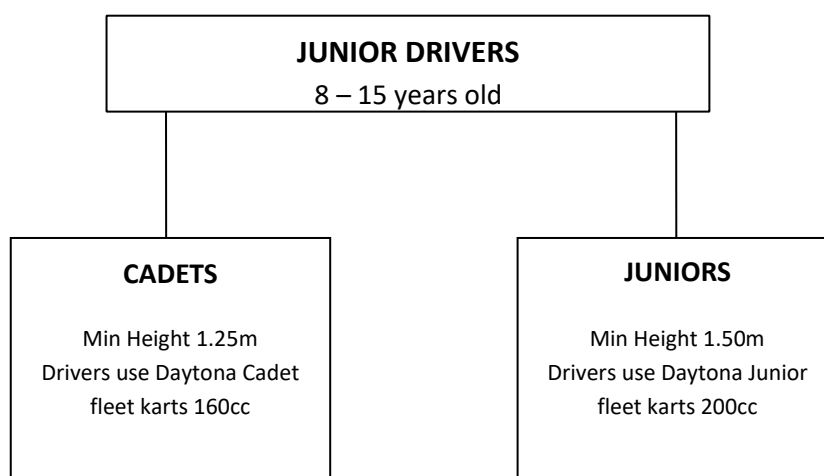 JUNIOR DRIVERS
8 – 15 years old
CADETS
Min Height 1.25m
Drivers use Daytona Cadet
fleet karts 160cc
JUNIORS
Min Height 1.50m
Drivers use Daytona Junior
fleet karts 200cc